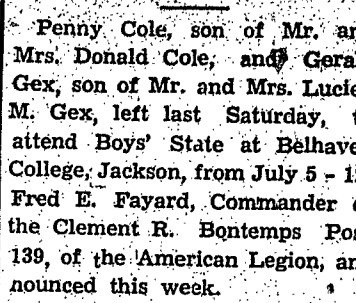 Penny Cole, son of Mr. an
Mrs. Donald Cole, and Gera
Gex, son of Mr. and Mrs. Lucie
M. Gex, left last Saturday, t
attend Boys' State at Belhave
College, Jackson, from July 5 - 1
Fred E. Fayard, Commander o
the Clement R. Bontemps Pos
139, of the American Legion, an
nounced this week.